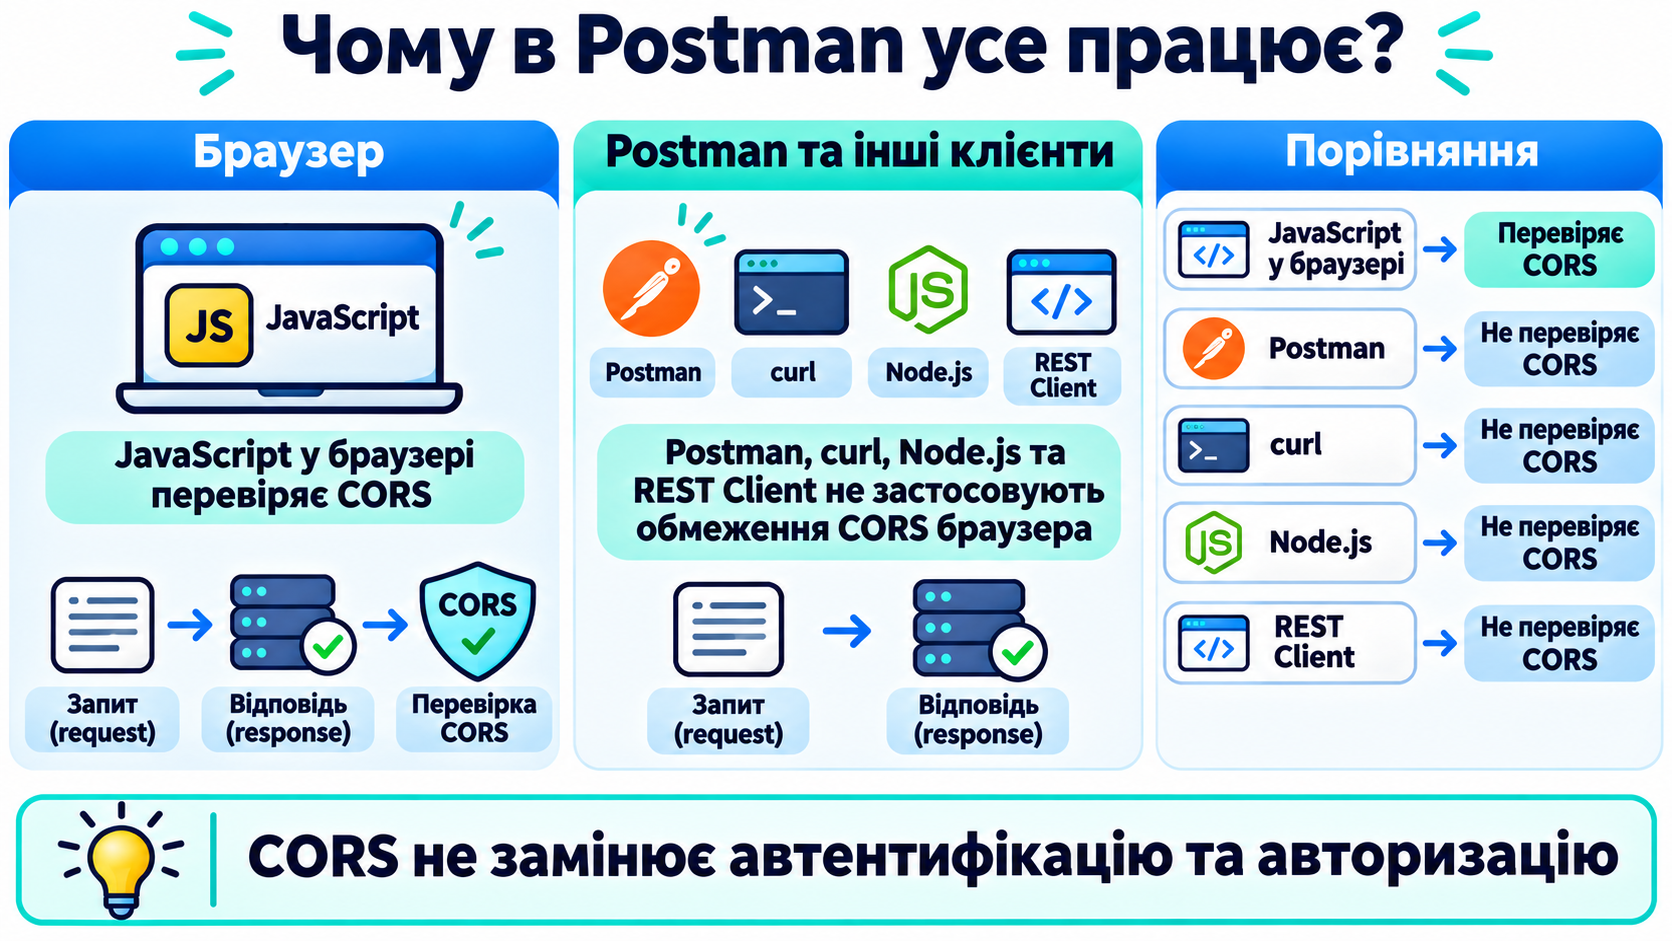 Чому в Postman усе працює?
Браузер
JS
JavaScript
JavaScript у браузері
перевіряє CORS
CORS
Запит
(request)
Відповідь
(response)
Перевірка
CORS
Postman та інші клієнти
>_
JS
</>
Postman
curl
Node.js
REST
Client
Postman, curl, Node.js та
REST Client не застосовують
обмеження CORS браузера
Запит
(request)
Відповідь
(response)
Порівняння
</>
JavaScript
у браузері
Перевіряє
CORS
Postman
Не перевіряє
CORS
>_
curl
Не перевіряє
CORS
JS
Node.js
Не перевіряє
CORS
</>
REST
Client
Не перевіряє
CORS
CORS не замінює автентифікацію та авторизацію